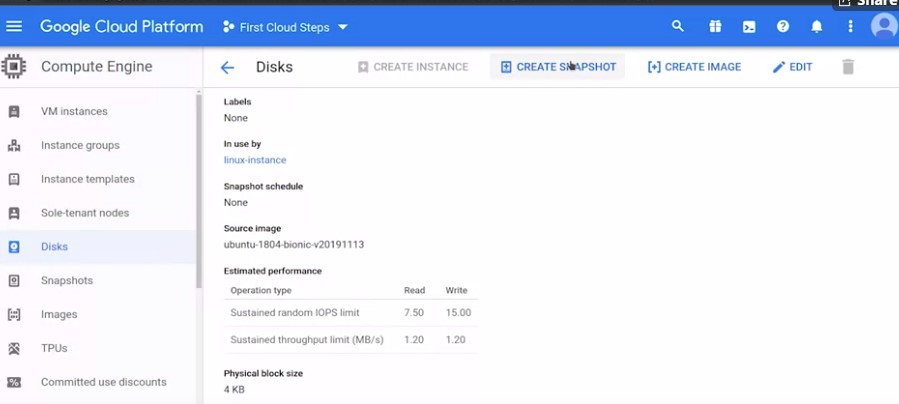 Share
Google Cloud Platform First Cloud Steps
Compute Engine
Disks CREATE INSTANCE CREATE SNAPSHOT CREATE IMAGE EDIT
VM instances
Instance groups
Instance templates
Sole-tenant nodes
Disks
Snapshots
Images
TPUs
Committed use discounts
Labels
None
In use by
linux-instance
Snapshot schedule
None
Source image
ubuntu-1804-bionic-v20191113
Estimated performance
Operation type Read Write
Sustained random IOPS limit 7.50 15.00
Sustained throughput limit (MB/s) 1.20 1.20
Physical block size
4 KB